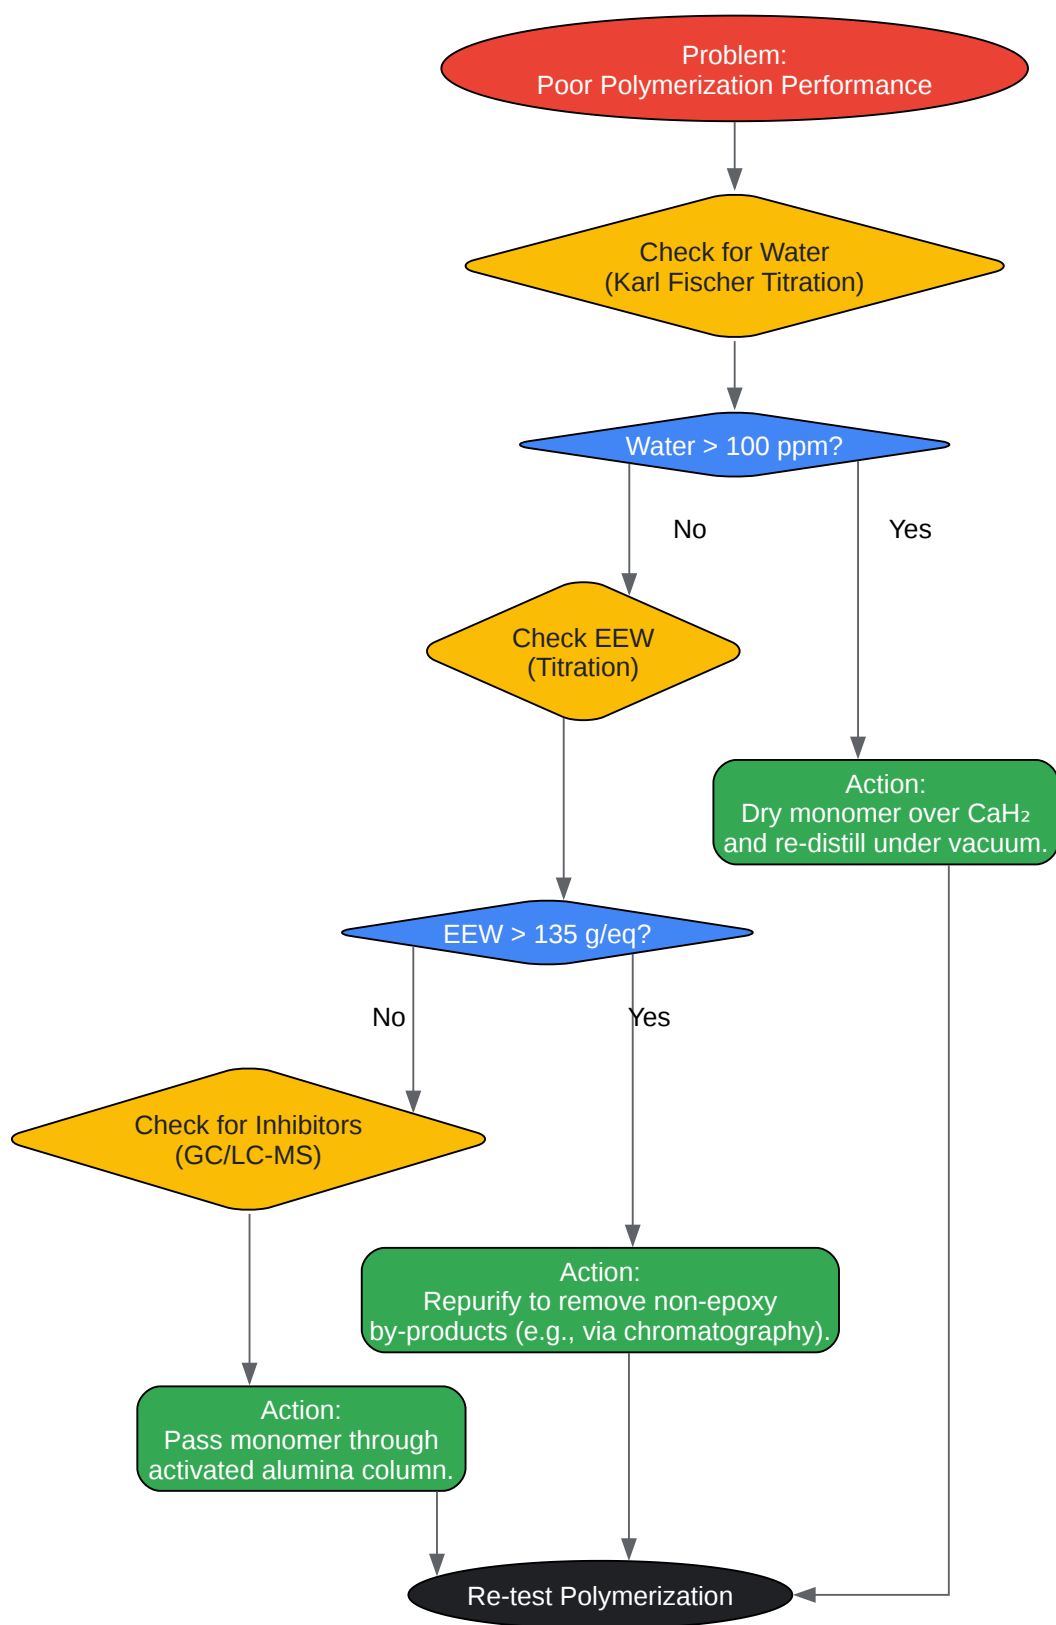 Problem:
Poor Polymerization Performance
Check for Water
(Karl Fischer Titration)
Water > 100 ppm?
No
Yes
Check EEW
(Titration)
Action:
Dry monomer over CaH₂
and re-distill under vacuum.
EEW > 135 g/eq?
No
Yes
Check for Inhibitors
(GC/LC-MS)
Action:
Repurify to remove non-epoxy
by-products (e.g., via chromatography).
Action:
Pass monomer through
activated alumina column.
Re-test Polymerization